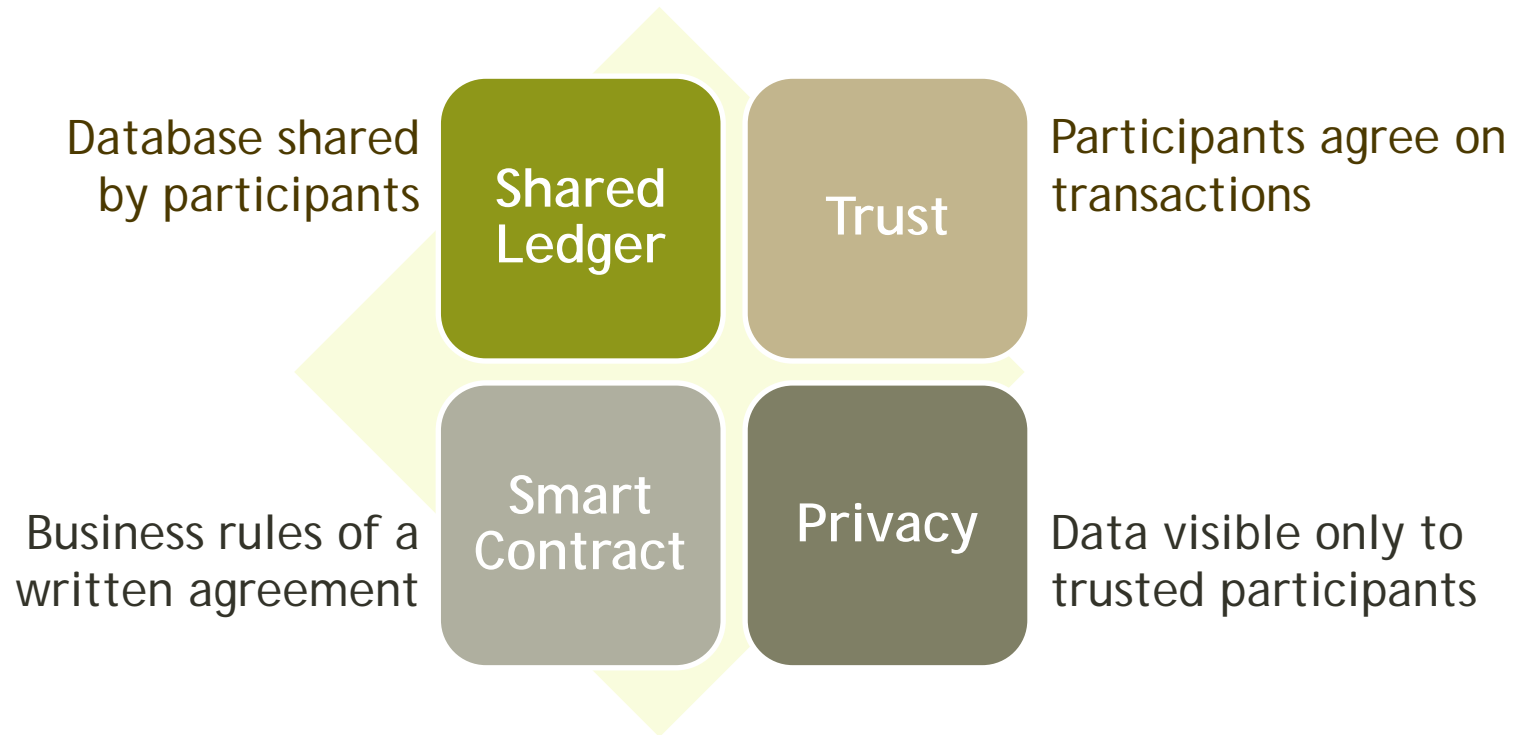 Database shared
by participants
Shared
Ledger
Trust
Participants agree on
transactions
Business rules of a
written agreement
Smart
Contract
Privacy
Data visible only to
trusted participants